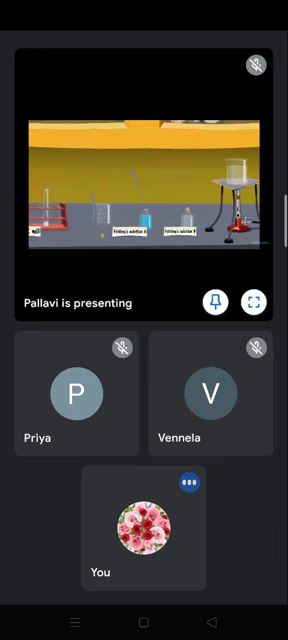 Fehling's solution A
Fehling's solution B
Pallavi is presenting
P
V
Priya
Vennela
You